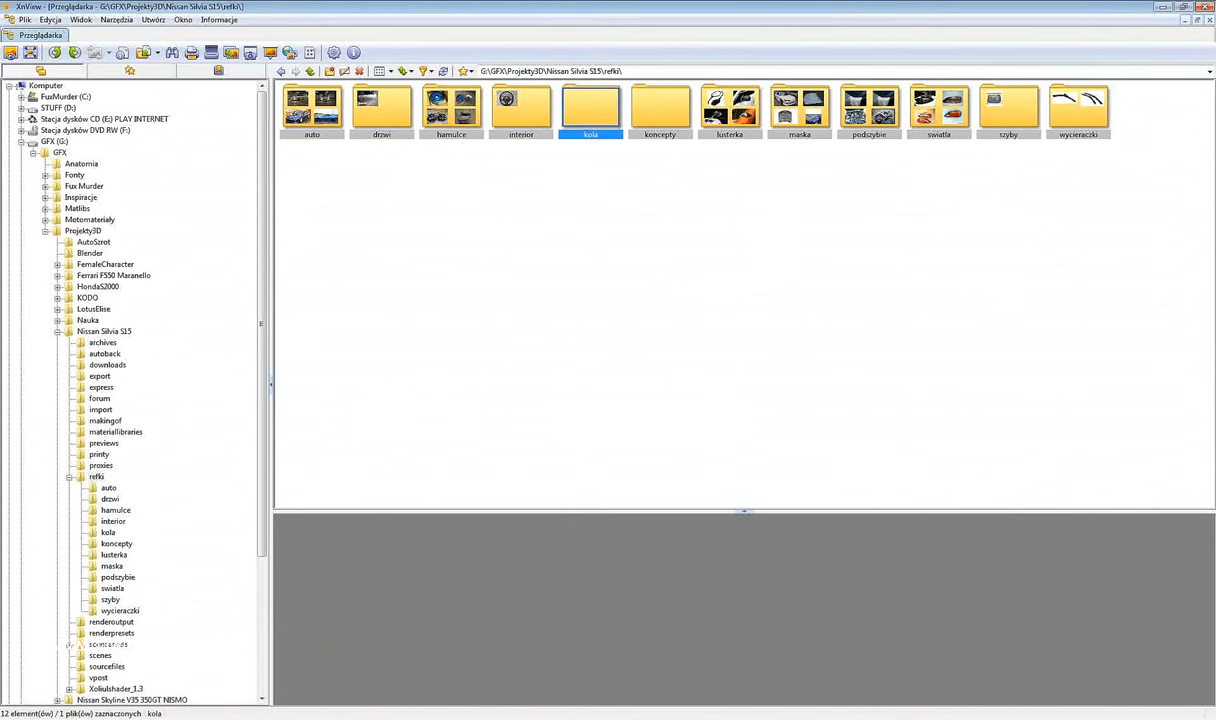 XnView - [Przeglądarka - G:\GFX\Projekty3D\Nissan Silvia S15\refki\]
Plik Edycja Widok Narzędzia Utwórz Okno Informacje
Przeglądarka
G:\GFX\Projekty3D\Nissan Silvia S15\refki\
Komputer
FuxMurder (C:)
STUFF (D:)
Stacja dysków CD (E:) PLAY INTERNET
Stacja dysków DVD RW (F:)
GFX (G:)
GFX
Anatomia
Fonty
Fux Murder
Inspiracje
Matlibs
Motomateriały
Projekty3D
AutoSzrot
Blender
FemaleCharacter
Ferrari F550 Maranello
HondaS2000
KODO
LotusElise
Nauka
Nissan Silvia S15
archives
autoback
downloads
export
express
forum
import
makingof
materiallibraries
previews
printy
proxies
refki
auto
drzwi
hamulce
interior
kola
koncepty
lusterka
maska
podszybie
swiatla
szyby
wycieraczki
renderoutput
renderpresets
scenes
sourcefiles
vpost
Xoliulshader_1.3
Nissan Skyline V35 350GT NISMO
auto drzwi hamulce interior kola koncepty lusterka maska podszybie swiatla szyby wycieraczki
12 element(ów) / 1 plik(ów) zaznaczonych kola